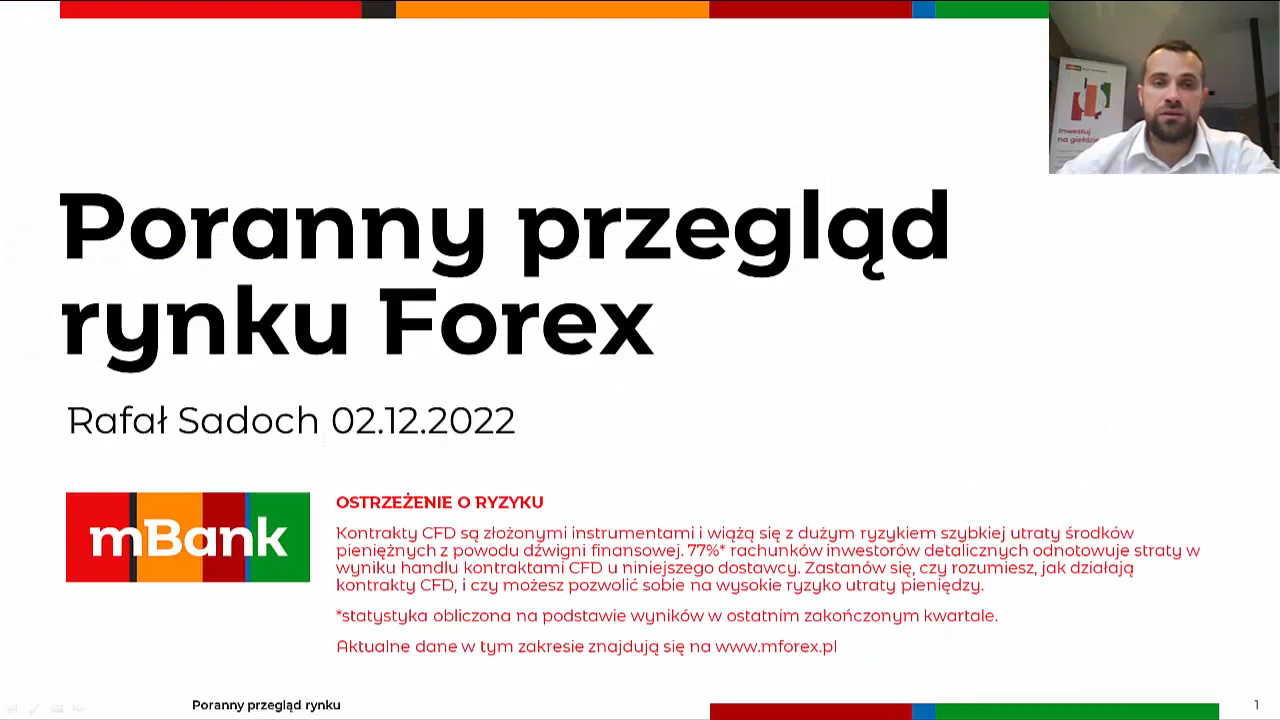 Inwestuj
na giełdzie
Poranny przegląd
rynku Forex
Rafał Sadoch 02.12.2022
mBank
OSTRZEŻENIE O RYZYKU
Kontrakty CFD są złożonymi instrumentami i wiążą się z dużym ryzykiem szybkiej utraty środków
pieniężnych z powodu dźwigni finansowej. 77%* rachunków inwestorów detalicznych odnotowuje straty w
wyniku handlu kontraktami CFD u niniejszego dostawcy. Zastanów się, czy rozumiesz, jak działają
kontrakty CFD, i czy możesz pozwolić sobie na wysokie ryzyko utraty pieniędzy.
*statystyka obliczona na podstawie wyników w ostatnim zakończonym kwartale.
Aktualne dane w tym zakresie znajdują się na www.mforex.pl
Poranny przegląd rynku
1